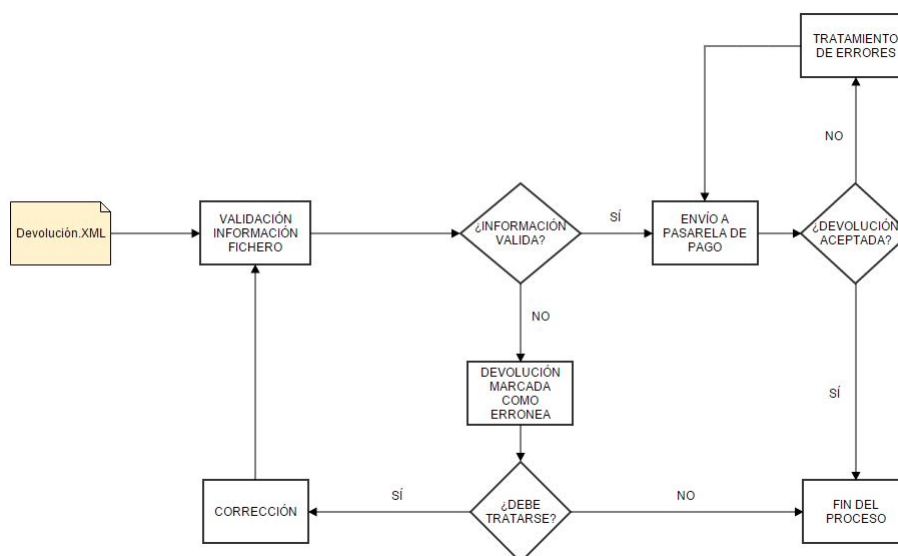 TRATAMIENTO
DE ERRORES
NO
Devolución.XML
VALIDACIÓN
INFORMACIÓN
FICHERO
¿INFORMACIÓN
VALIDA?
SÍ
ENVÍO A
PASARELA DE
PAGO
¿DEVOLUCIÓN
ACEPTADA?
NO
DEVOLUCIÓN
MARCADA
COMO
ERRONEA
SÍ
CORRECCIÓN
SÍ
¿DEBE
TRATARSE?
NO
FIN DEL
PROCESO